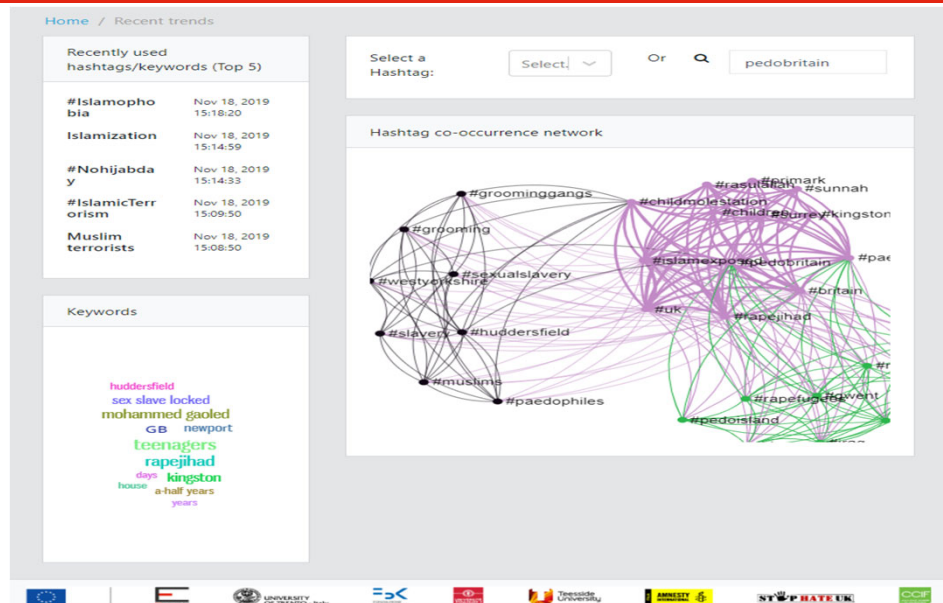 Home / Recent trends
Recently used
hashtags/keywords (Top 5)
#Islamopho
bia
Nov 18, 2019
15:18:20
Islamization
Nov 18, 2019
15:14:59
#Nohijabda
y
Nov 18, 2019
15:14:33
#IslamicTerr
orism
Nov 18, 2019
15:09:50
Muslim
terrorists
Nov 18, 2019
15:08:50
Keywords
huddersfield
sex slave locked
mohammed gaoled
GB newport
teenagers
rapejihad
days kingston
house a-half years
years
Select a
Hashtag:
Select.
Or
pedobritain
Hashtag co-occurrence network
#groominggangs
#grooming
#sexualslavery
#westyorkshire
#slavery
#huddersfield
#muslims
#paedophiles
#primark
#sunnah
#childmolestation
#kingston
#pedobritain
#pae
#britain
#uk
#rapejihad
#rapefugees
#gwent
#pedoisland
UNIVERSITY
Teesside
University
AMNESTY
INTERNATIONAL
ST P HATE UK
CCIF